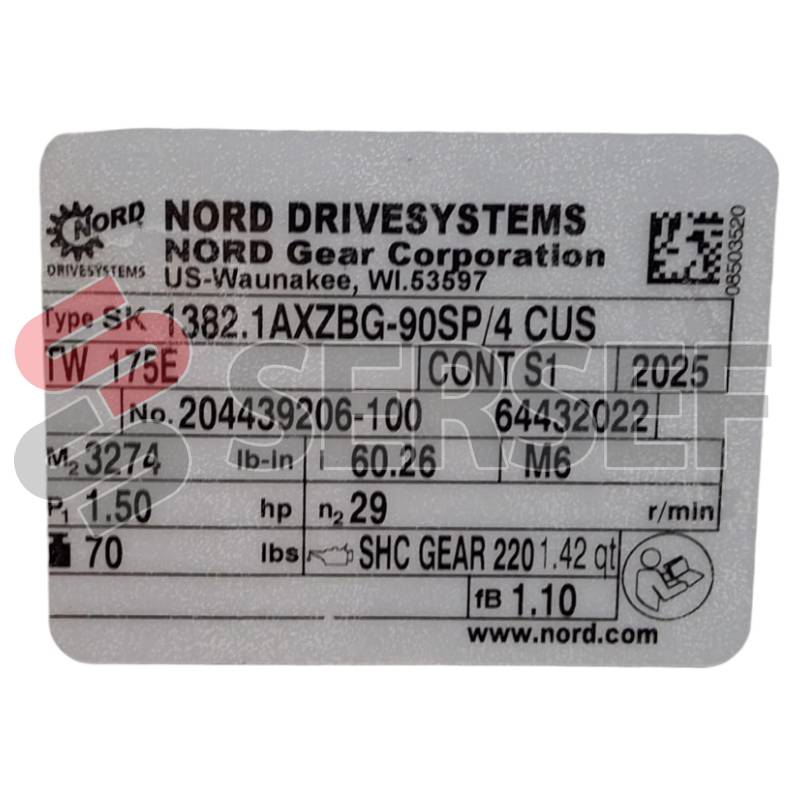 NORD
DRIVESYSTEMS
NORD DRIVESYSTEMS
NORD Gear Corporation
US-Waunakee, WI.53597
08503520
Type SK 1382.1AXZBG-90SP/4 CUS
TW 175E CONT S1 2025
No. 204439206-100 64432022
M2 3274 lb-in i 60.26 M6
P1 1.50 hp n2 29 r/min
70 lbs SHC GEAR 220 1.42 qt
fB 1.10
www.nord.com
SERSEF